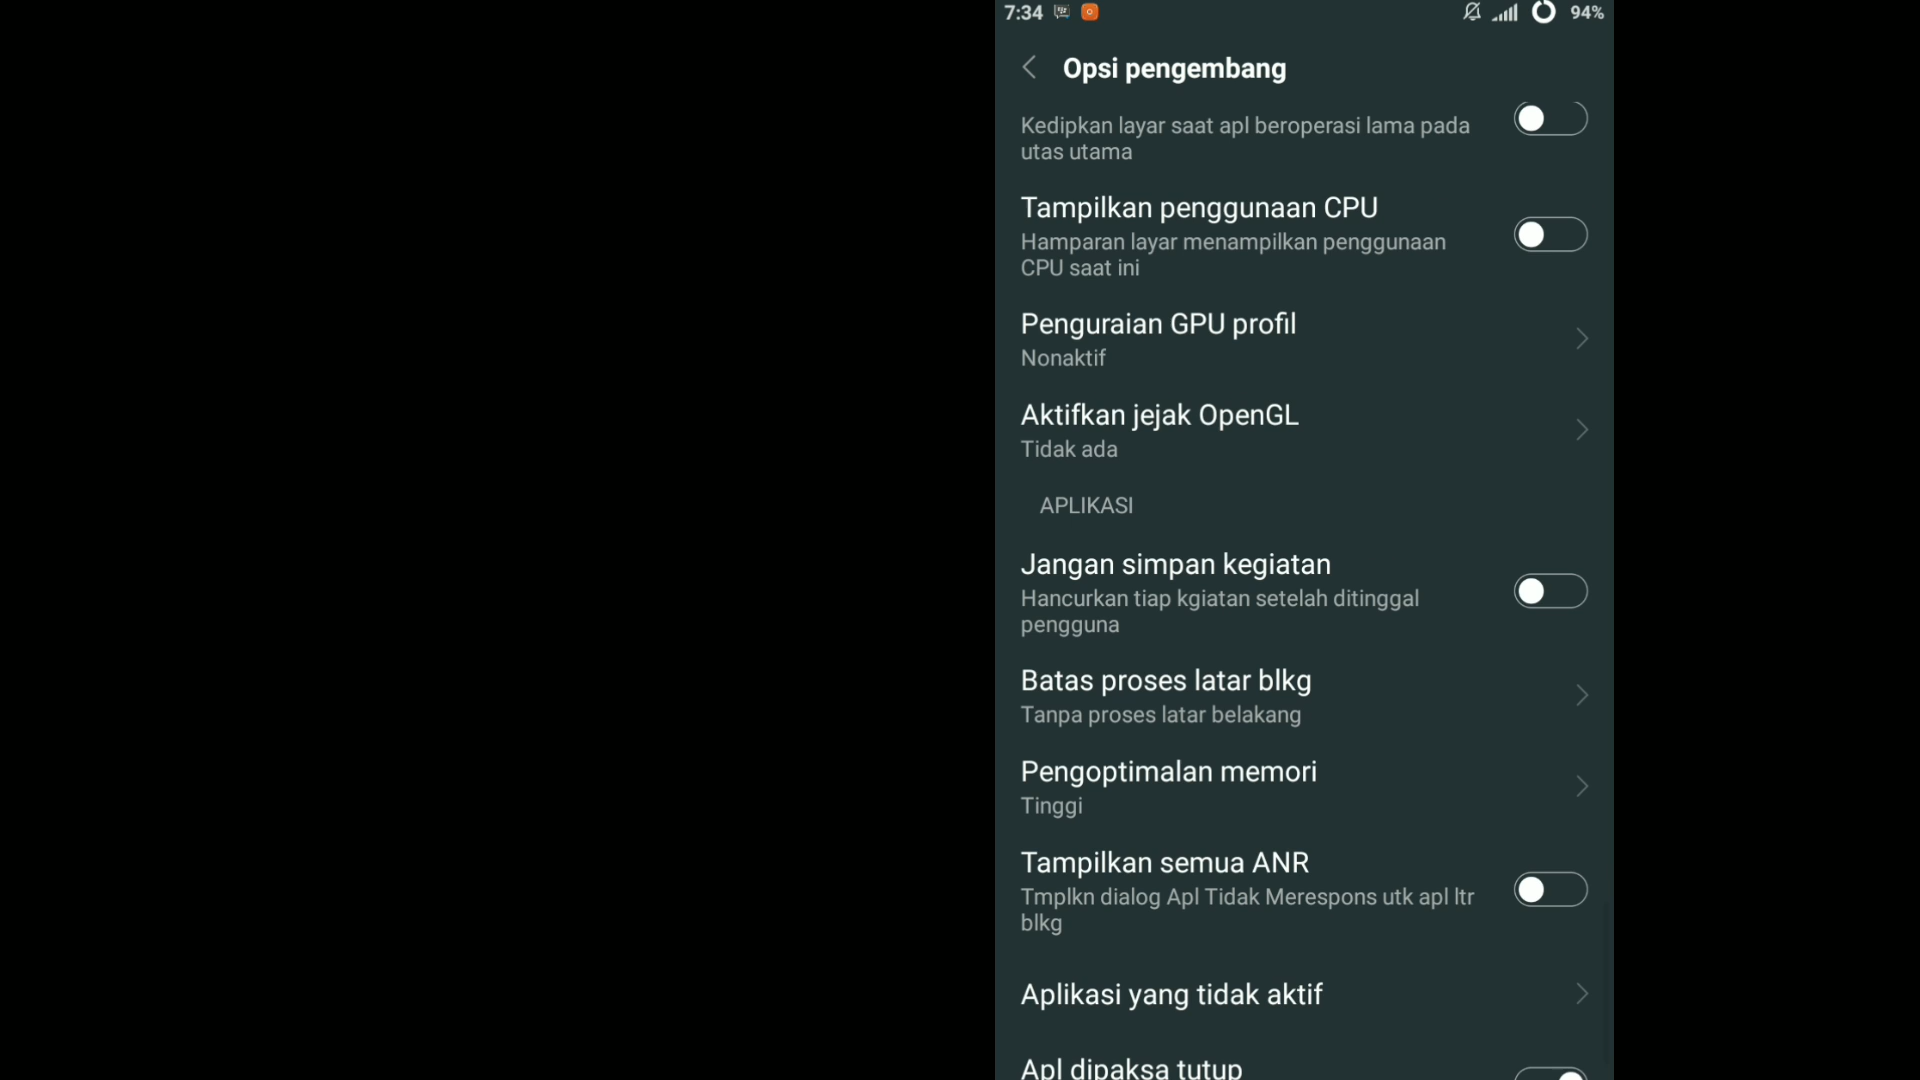 7:34
94%
Opsi pengembang
Kedipkan layar saat apl beroperasi lama pada
utas utama
Tampilkan penggunaan CPU
Hamparan layar menampilkan penggunaan
CPU saat ini
Penguraian GPU profil
Nonaktif
Aktifkan jejak OpenGL
Tidak ada
APLIKASI
Jangan simpan kegiatan
Hancurkan tiap kgiatan setelah ditinggal
pengguna
Batas proses latar blkg
Tanpa proses latar belakang
Pengoptimalan memori
Tinggi
Tampilkan semua ANR
Tmplkn dialog Apl Tidak Merespons utk apl ltr
blkg
Aplikasi yang tidak aktif
Apl dipaksa tutup